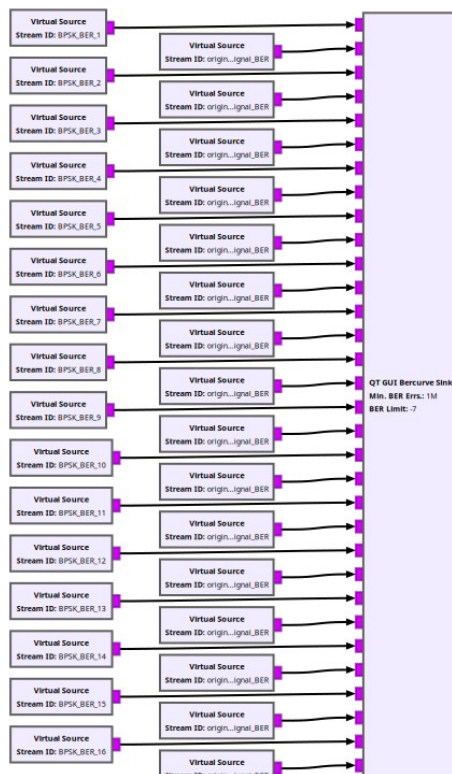 Virtual Source
Stream ID: BPSK_BER_1
Virtual Source
Stream ID: origin...ignal_BER
Virtual Source
Stream ID: BPSK_BER_2
Virtual Source
Stream ID: origin...ignal_BER
Virtual Source
Stream ID: BPSK_BER_3
Virtual Source
Stream ID: origin...ignal_BER
Virtual Source
Stream ID: BPSK_BER_4
Virtual Source
Stream ID: origin...ignal_BER
Virtual Source
Stream ID: BPSK_BER_5
Virtual Source
Stream ID: origin...ignal_BER
Virtual Source
Stream ID: BPSK_BER_6
Virtual Source
Stream ID: origin...ignal_BER
Virtual Source
Stream ID: BPSK_BER_7
Virtual Source
Stream ID: origin...ignal_BER
Virtual Source
Stream ID: BPSK_BER_8
Virtual Source
Stream ID: origin...ignal_BER
QT GUI Bercurve Sink
Min. BER Errs.: 1M
BER Limit: -7
Virtual Source
Stream ID: BPSK_BER_9
Virtual Source
Stream ID: origin...ignal_BER
Virtual Source
Stream ID: BPSK_BER_10
Virtual Source
Stream ID: origin...ignal_BER
Virtual Source
Stream ID: BPSK_BER_11
Virtual Source
Stream ID: origin...ignal_BER
Virtual Source
Stream ID: BPSK_BER_12
Virtual Source
Stream ID: origin...ignal_BER
Virtual Source
Stream ID: BPSK_BER_13
Virtual Source
Stream ID: origin...ignal_BER
Virtual Source
Stream ID: BPSK_BER_14
Virtual Source
Stream ID: origin...ignal_BER
Virtual Source
Stream ID: BPSK_BER_15
Virtual Source
Stream ID: origin...ignal_BER
Virtual Source
Stream ID: BPSK_BER_16
Virtual Source